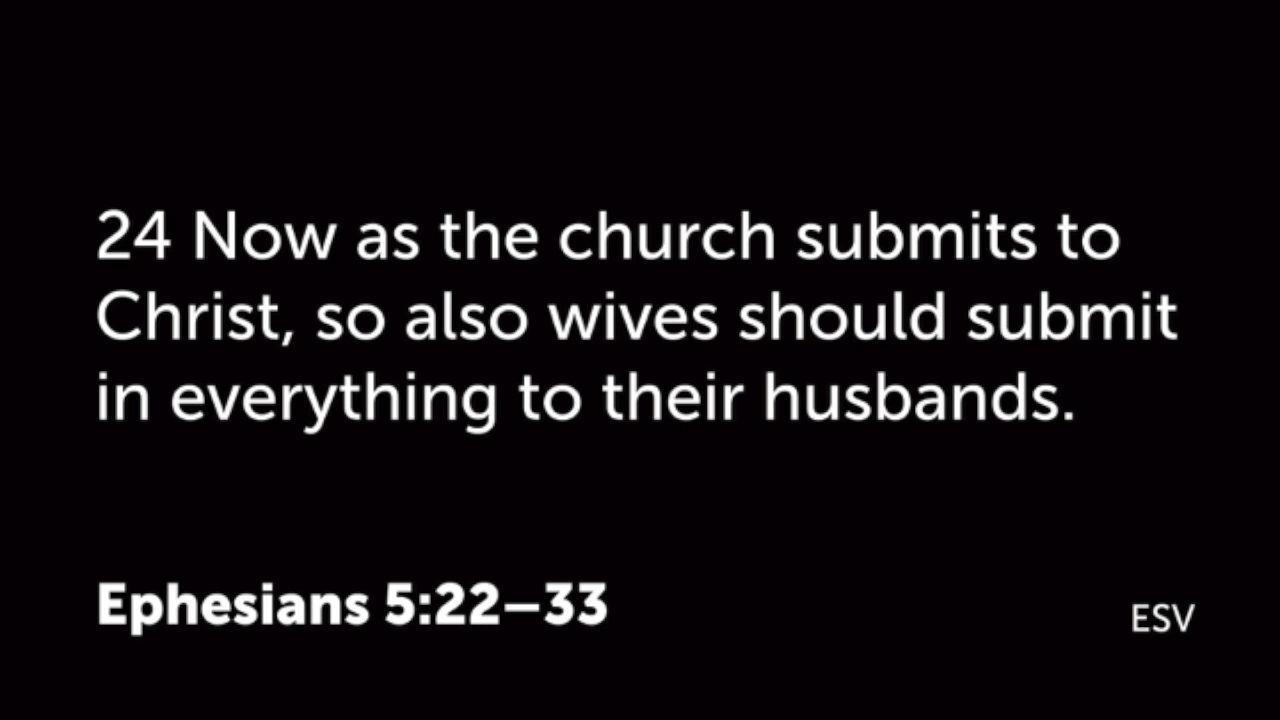 24 Now as the church submits to
Christ, so also wives should submit
in everything to their husbands.
Ephesians 5:22–33
ESV